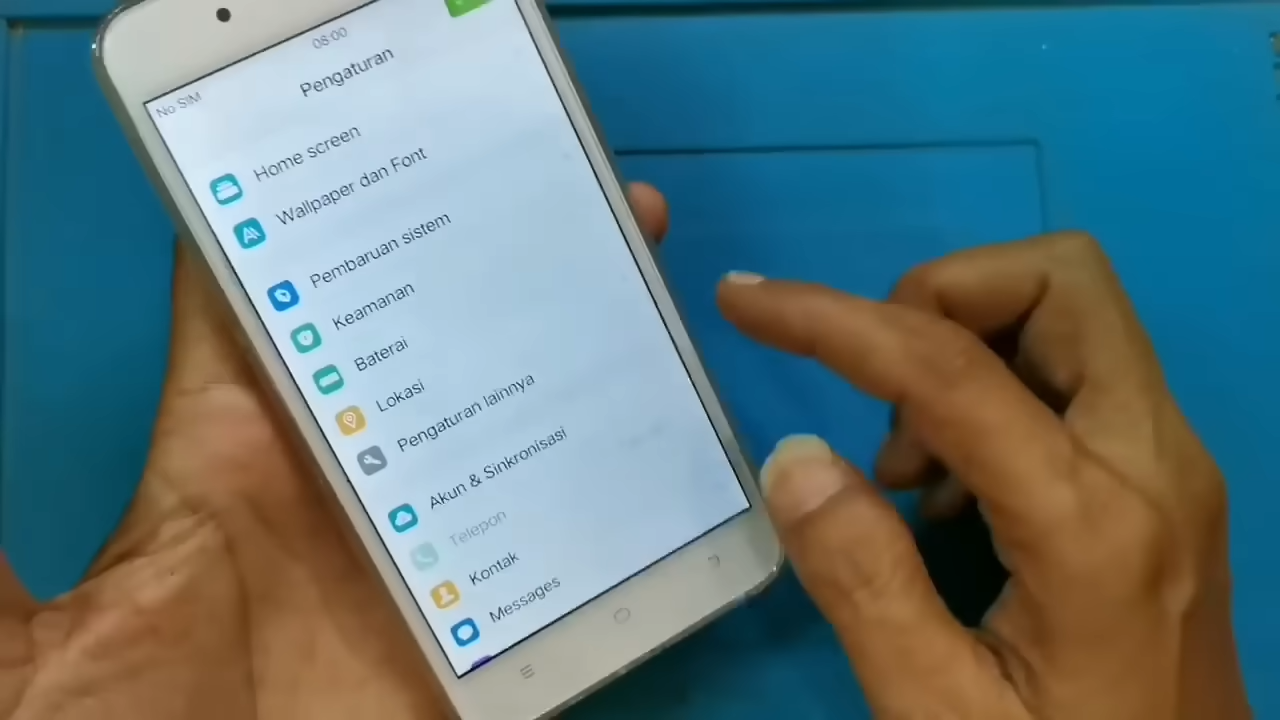 No SIM
08:00
Pengaturan
Home screen
Wallpaper dan Font
Pembaruan sistem
Keamanan
Baterai
Lokasi
Pengaturan lainnya
Akun & Sinkronisasi
Telepon
Kontak
Messages